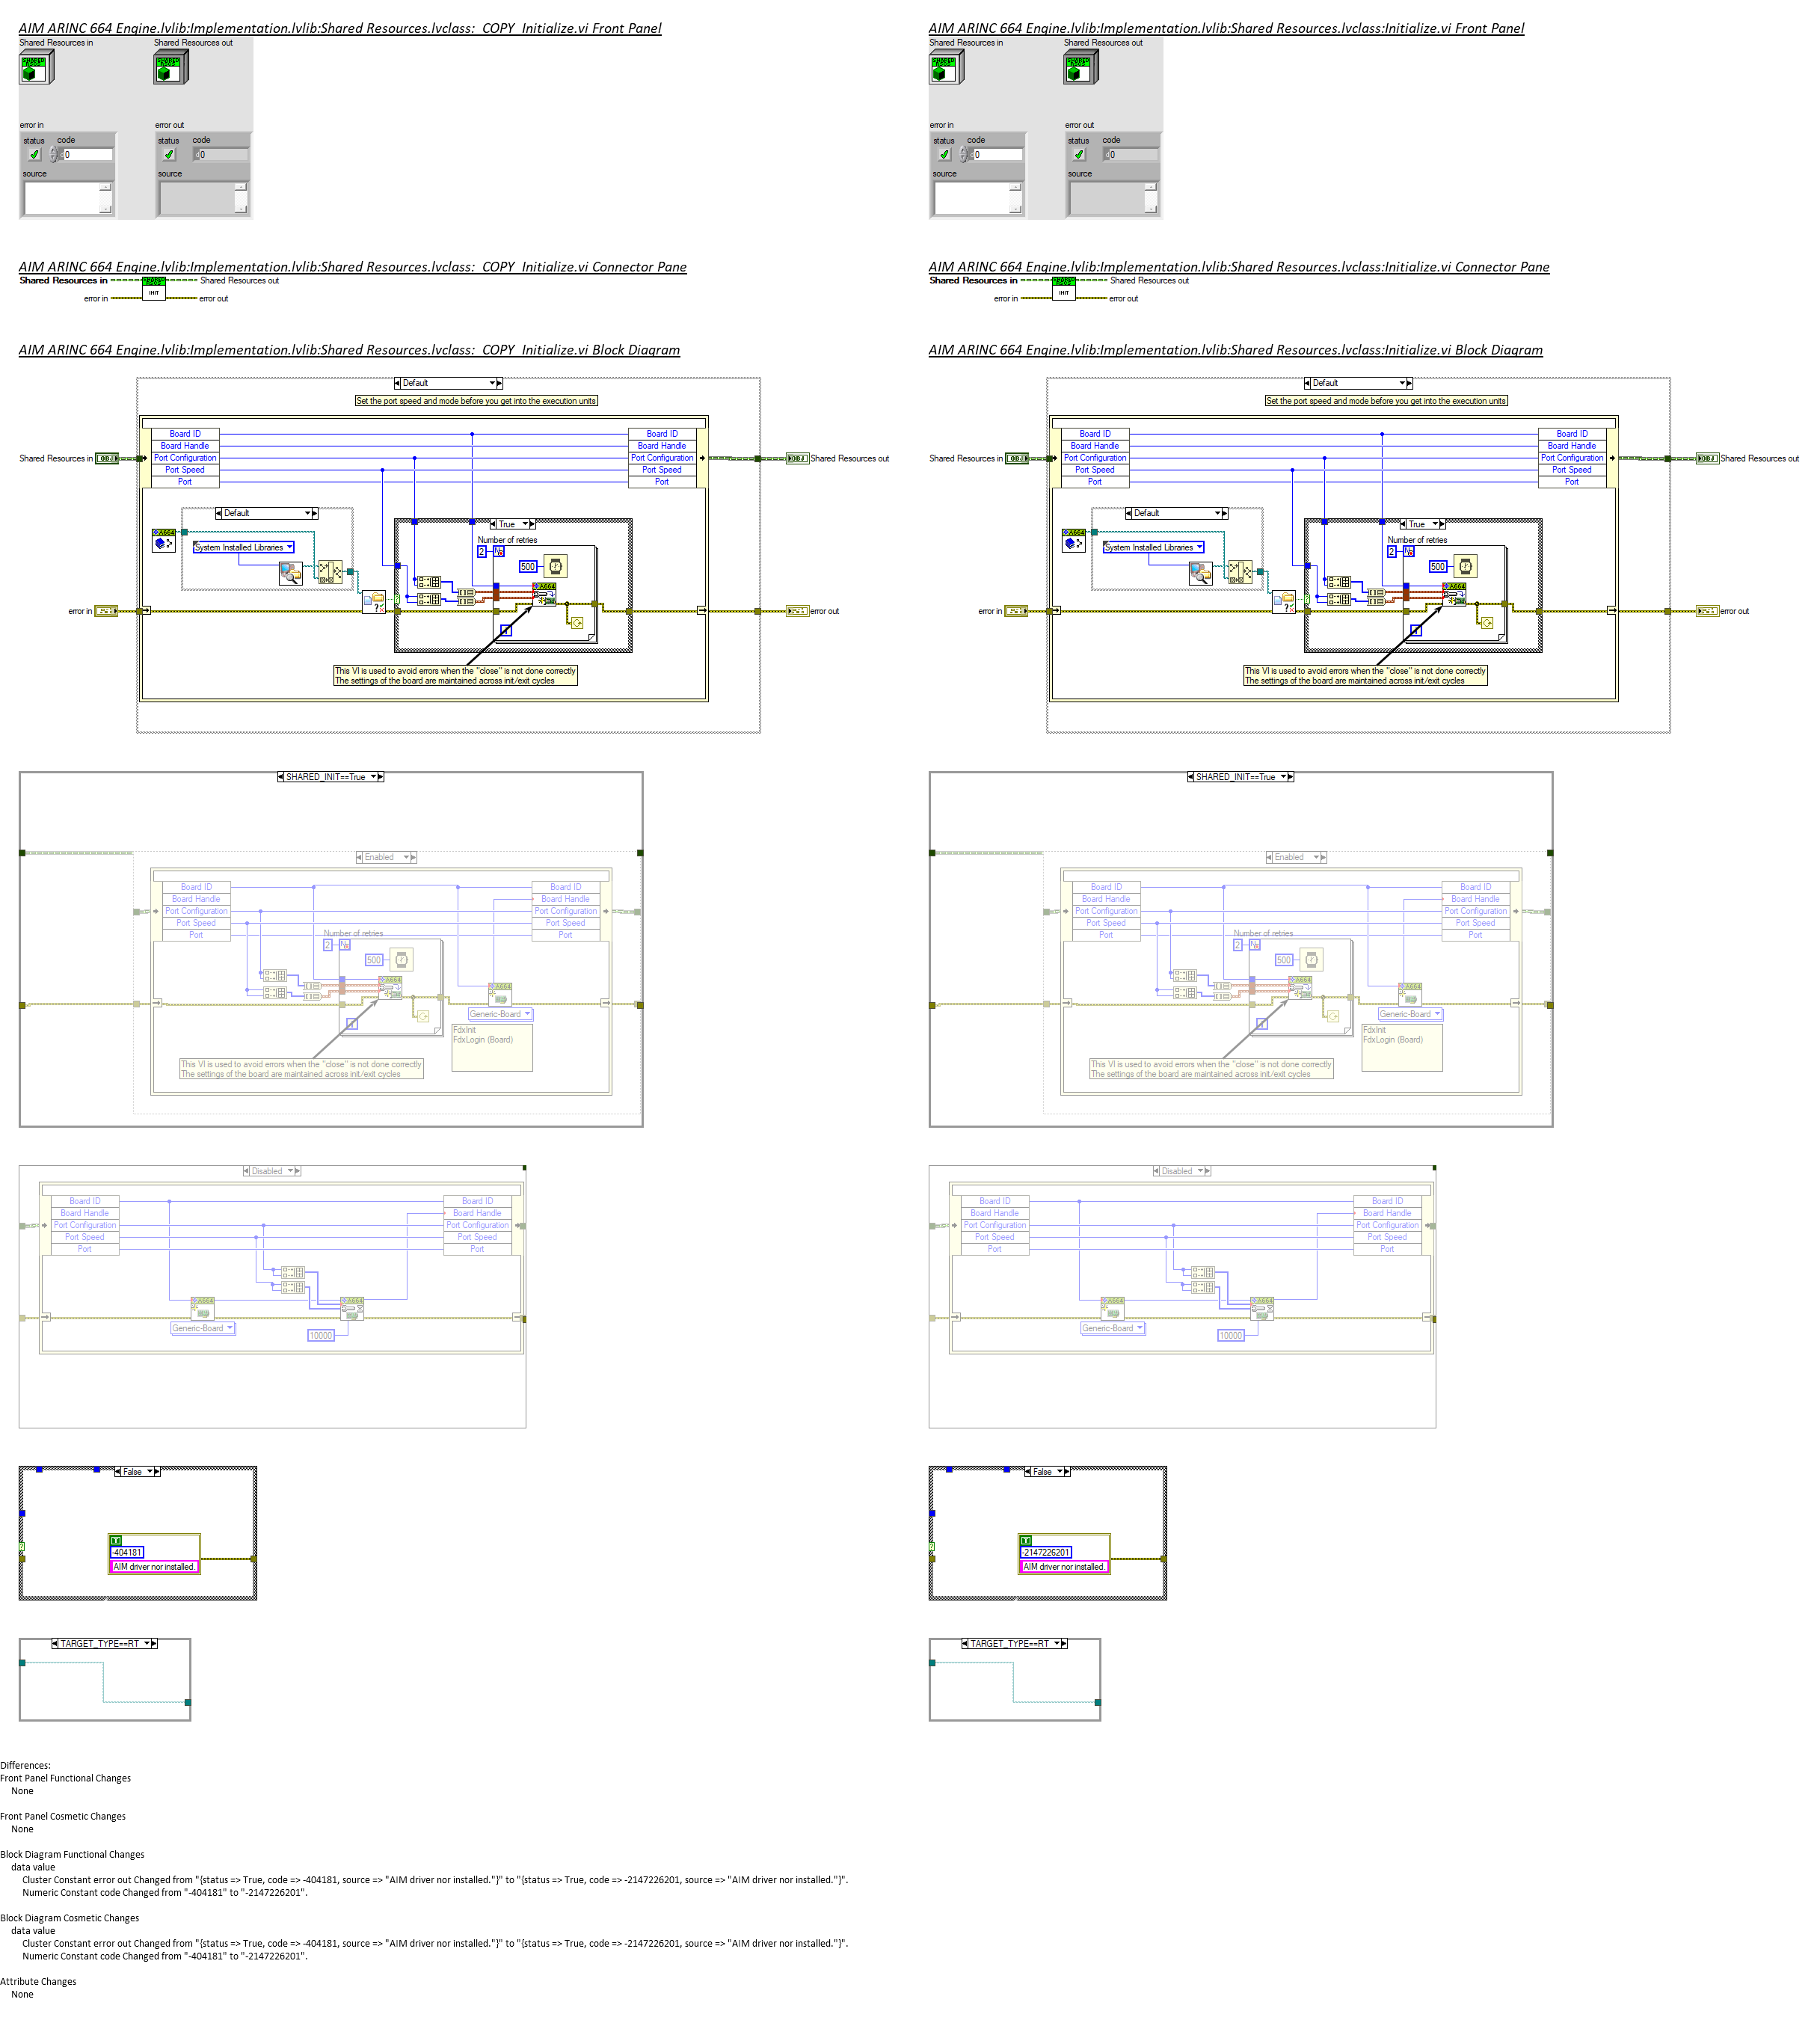 AIM ARINC 664 Engine.lvlib:Implementation.lvlib:Shared Resources.lvclass:_COPY_Initialize.vi Front Panel
Shared Resources in
Shared Resources out
error in
error out
status
code
0
status
code
0
source
AIM ARINC 664 Engine.lvlib:Implementation.lvlib:Shared Resources.lvclass:_COPY_Initialize.vi Connector Pane
Shared Resources in
Shared Resources out
INIT
error in
error out
AIM ARINC 664 Engine.lvlib:Implementation.lvlib:Shared Resources.lvclass:_COPY_Initialize.vi Block Diagram
Default
Set the port speed and mode before you get into the execution units
Board ID
Board Handle
Port Configuration
Port Speed
Port
Board ID
Board Handle
Port Configuration
Port Speed
Port
Shared Resources in
OBJ
OBJ
Shared Resources out
Default
A664
System Installed Libraries
True
Number of retries
2
N
500
A664
i
error in
error out
This VI is used to avoid errors when the "close" is not done correctly
The settings of the board are maintained across init/exit cycles
SHARED_INIT==True
Enabled
Board ID
Board Handle
Port Configuration
Port Speed
Port
Board ID
Board Handle
Port Configuration
Port Speed
Port
Number of retries
2
N
500
A664
i
A664
Generic-Board
FdxInit
FdxLogin (Board)
This VI is used to avoid errors when the "close" is not done correctly
The settings of the board are maintained across init/exit cycles
Disabled
Board ID
Board Handle
Port Configuration
Port Speed
Port
Board ID
Board Handle
Port Configuration
Port Speed
Port
A664
Generic-Board
A664
10000
False
-404181
AIM driver nor installed.
TARGET_TYPE==RT
AIM ARINC 664 Engine.lvlib:Implementation.lvlib:Shared Resources.lvclass:Initialize.vi Front Panel
Shared Resources in
Shared Resources out
error in
error out
status
code
0
status
code
0
source
source
AIM ARINC 664 Engine.lvlib:Implementation.lvlib:Shared Resources.lvclass:Initialize.vi Connector Pane
Shared Resources in
Shared Resources out
INIT
error in
error out
AIM ARINC 664 Engine.lvlib:Implementation.lvlib:Shared Resources.lvclass:Initialize.vi Block Diagram
Default
Set the port speed and mode before you get into the execution units
Board ID
Board Handle
Port Configuration
Port Speed
Port
Board ID
Board Handle
Port Configuration
Port Speed
Port
Shared Resources in
OBJ
OBJ
Shared Resources out
Default
A664
System Installed Libraries
True
Number of retries
2
N
500
A664
i
error in
error out
This VI is used to avoid errors when the "close" is not done correctly
The settings of the board are maintained across init/exit cycles
SHARED_INIT==True
Enabled
Board ID
Board Handle
Port Configuration
Port Speed
Port
Board ID
Board Handle
Port Configuration
Port Speed
Port
Number of retries
2
N
500
A664
i
A664
Generic-Board
FdxInit
FdxLogin (Board)
This VI is used to avoid errors when the "close" is not done correctly
The settings of the board are maintained across init/exit cycles
Disabled
Board ID
Board Handle
Port Configuration
Port Speed
Port
Board ID
Board Handle
Port Configuration
Port Speed
Port
A664
Generic-Board
A664
10000
False
-2147226201
AIM driver nor installed.
TARGET_TYPE==RT
Differences:
Front Panel Functional Changes
None
Front Panel Cosmetic Changes
None
Block Diagram Functional Changes
data value
Cluster Constant error out Changed from "{status => True, code => -404181, source => "AIM driver nor installed."}" to "{status => True, code => -2147226201, source => "AIM driver nor installed."}".
Numeric Constant code Changed from "-404181" to "-2147226201".
Block Diagram Cosmetic Changes
data value
Cluster Constant error out Changed from "{status => True, code => -404181, source => "AIM driver nor installed."}" to "{status => True, code => -2147226201, source => "AIM driver nor installed."}".
Numeric Constant code Changed from "-404181" to "-2147226201".
Attribute Changes
None